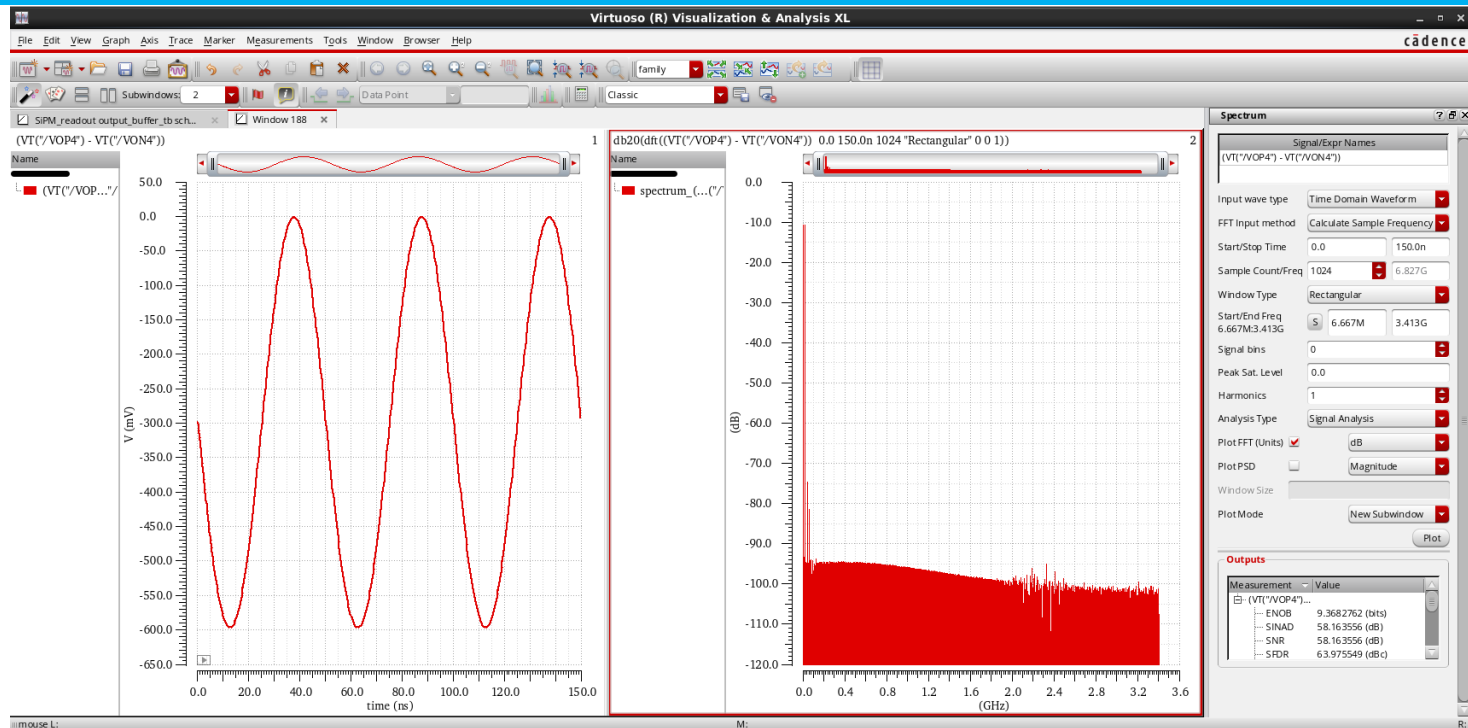 Virtuoso (R) Visualization & Analysis XL
File Edit View Graph Axis Trace Marker Measurements Tools Window Browser Help
cādence
family
Subwindows: 2
Data Point
Classic
SiPM_readout output_buffer_tb sch...
Window 188
(VT("/VOP4") - VT("/VON4"))
1
Name
(VT("/VOP..."/
50.0
0.0
-50.0
-100.0
-150.0
-200.0
-250.0
-300.0
-350.0
-400.0
-450.0
-500.0
-550.0
-600.0
-650.0
V (mV)
0.0 20.0 40.0 60.0 80.0 100.0 120.0 150.0
time (ns)
db20(dft((VT("/VOP4") - VT("/VON4")) 0.0 150.0n 1024 "Rectangular" 0 0 1))
2
Name
spectrum_(...("/
0.0
-10.0
-20.0
-30.0
-40.0
-50.0
-60.0
-70.0
-80.0
-90.0
-100.0
-110.0
-120.0
(dB)
0.0 0.4 0.8 1.2 1.6 2.0 2.4 2.8 3.2 3.6
(GHz)
Spectrum
Signal/Expr Names
(VT("/VOP4") - VT("/VON4"))
Input wave type Time Domain Waveform
FFT Input method Calculate Sample Frequency
Start/Stop Time 0.0 150.0n
Sample Count/Freq 1024 6.827G
Window Type Rectangular
Start/End Freq
6.667M:3.413G S 6.667M 3.413G
Signal bins 0
Peak Sat. Level 0.0
Harmonics 1
Analysis Type Signal Analysis
Plot FFT (Units) dB
Plot PSD Magnitude
Window Size
Plot Mode New Subwindow
Plot
Outputs
Measurement Value
(VT("/VOP4")...
ENOB 9.3682762 (bits)
SINAD 58.163556 (dB)
SNR 58.163556 (dB)
SFDR 63.975549 (dBc)
mouse L: M: R: